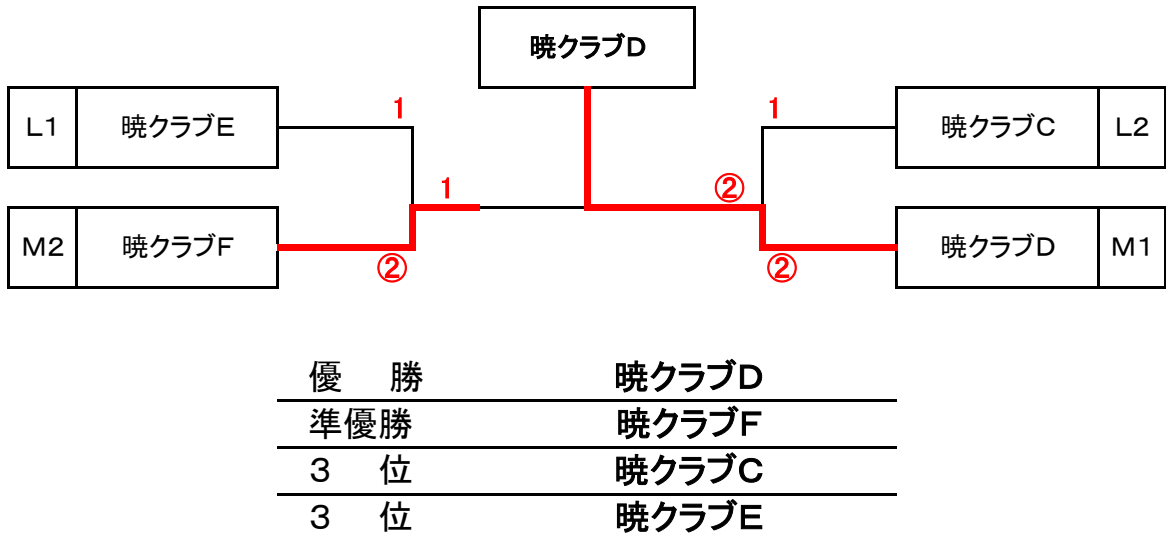 暁クラブD
1
1
L1 暁クラブE
暁クラブC L2
1
②
M2 暁クラブF
暁クラブD M1
②
②
優 勝 暁クラブD
準優勝 暁クラブF
3 位 暁クラブC
3 位 暁クラブE